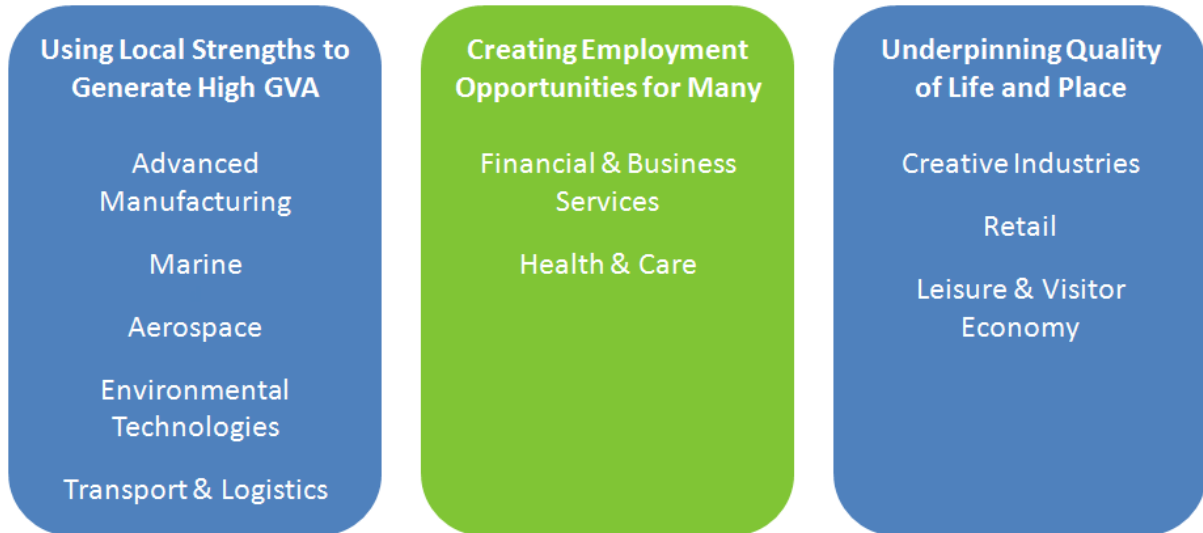 Using Local Strengths to
Generate High GVA
Advanced
Manufacturing
Marine
Aerospace
Environmental
Technologies
Transport & Logistics
Creating Employment
Opportunities for Many
Financial & Business
Services
Health & Care
Underpinning Quality
of Life and Place
Creative Industries
Retail
Leisure & Visitor
Economy